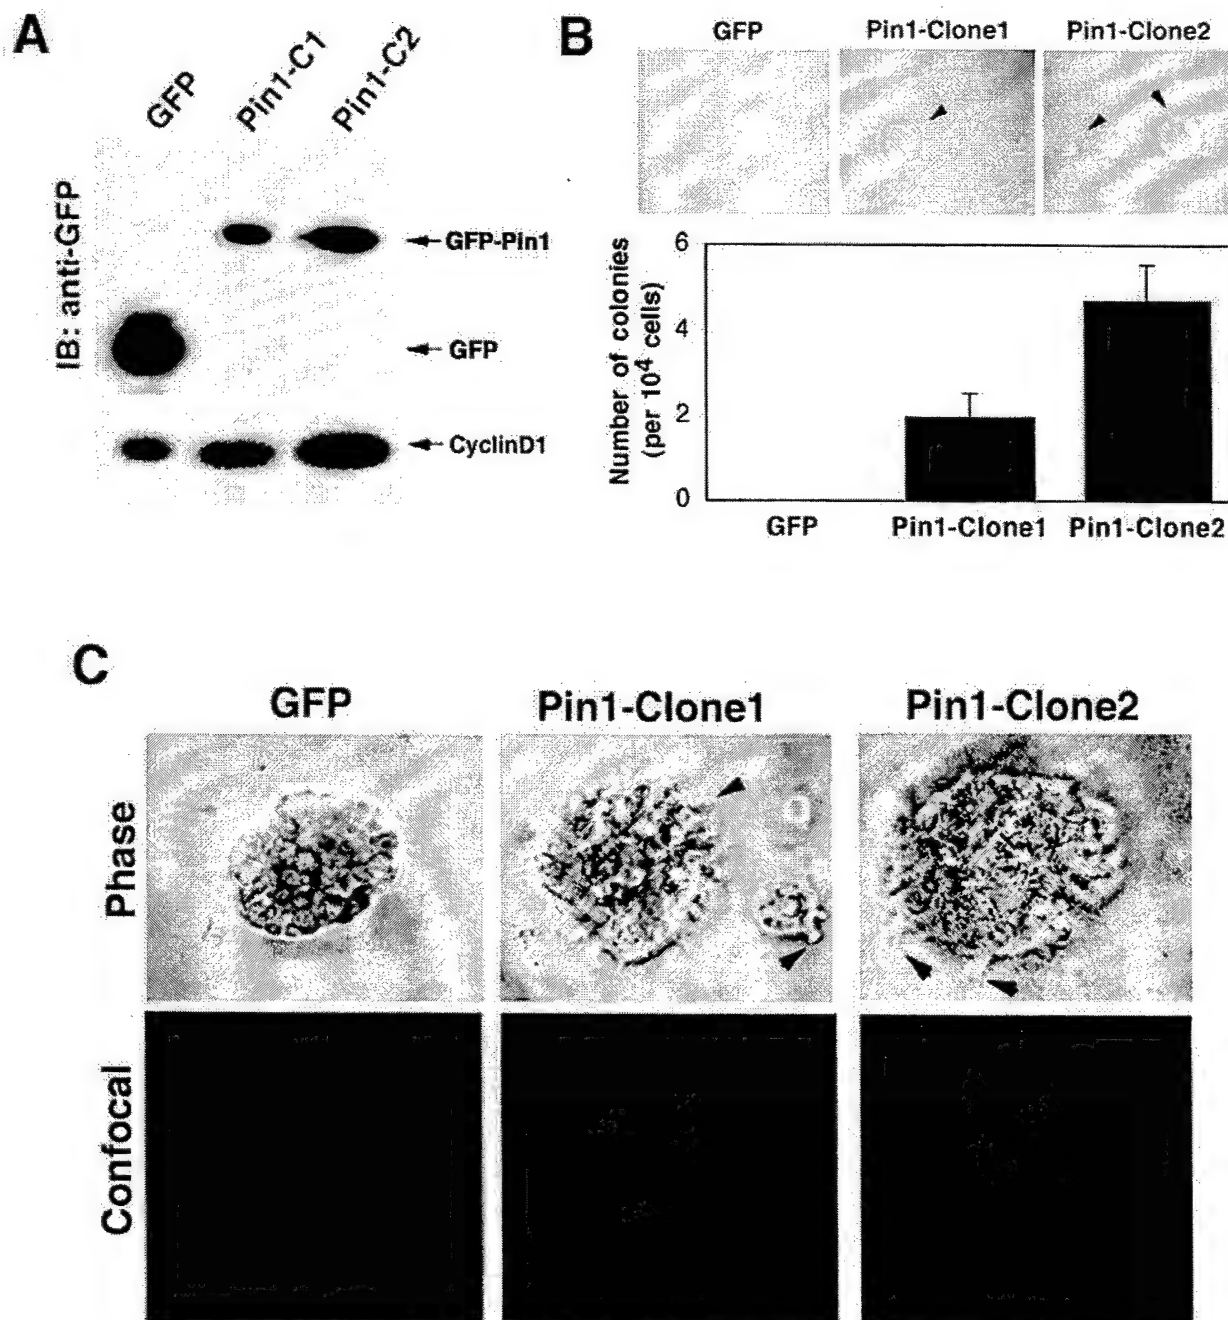 A
GFP
Pin1-C1
Pin1-C2
IB: anti-GFP
GFP-Pin1
GFP
CyclinD1
B
GFP
Pin1-Clone1
Pin1-Clone2
Number of colonies
(per 10⁴ cells)
6
4
2
0
GFP
Pin1-Clone1
Pin1-Clone2
C
GFP
Pin1-Clone1
Pin1-Clone2
Phase
Confocal